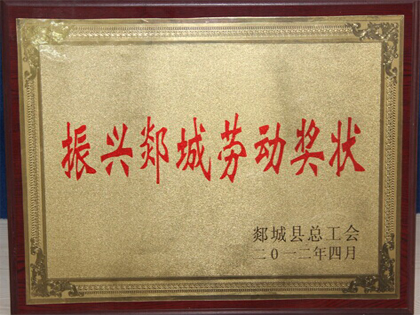 振兴郯城劳动奖状
郯城县总工会
二0一二年四月